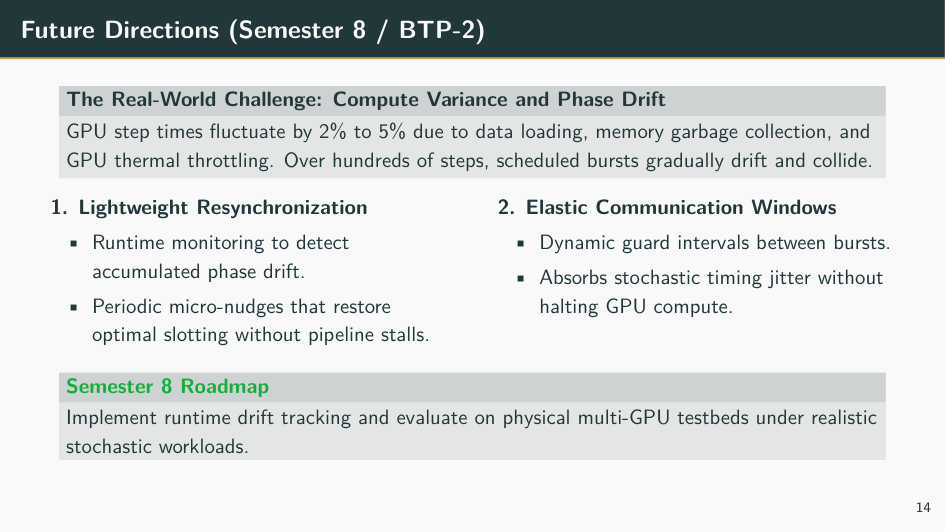 Future Directions (Semester 8 / BTP-2)
The Real-World Challenge: Compute Variance and Phase Drift
GPU step times fluctuate by 2% to 5% due to data loading, memory garbage collection, and
GPU thermal throttling. Over hundreds of steps, scheduled bursts gradually drift and collide.
1. Lightweight Resynchronization
▪ Runtime monitoring to detect
accumulated phase drift.
▪ Periodic micro-nudges that restore
optimal slotting without pipeline stalls.
2. Elastic Communication Windows
▪ Dynamic guard intervals between bursts.
▪ Absorbs stochastic timing jitter without
halting GPU compute.
Semester 8 Roadmap
Implement runtime drift tracking and evaluate on physical multi-GPU testbeds under realistic
stochastic workloads.
14